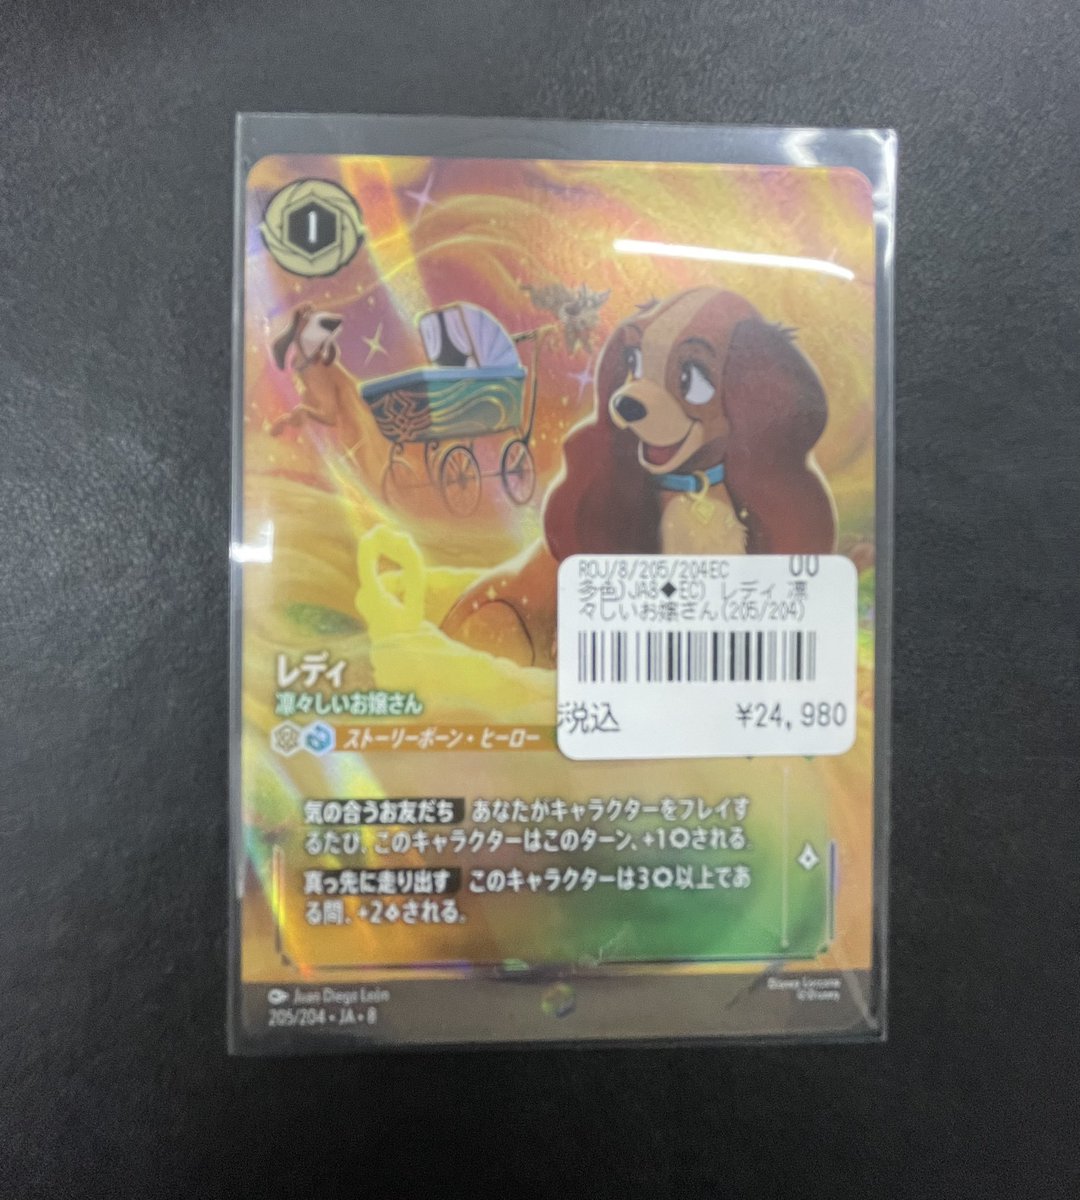 1
ROJ/8/205/204EC 00
多色)JA8◆EC) レディ 凛
々しいお嬢さん(205/204)
税込 ¥24,980
レディ
凛々しいお嬢さん
ストーリーボーン・ヒーロー
気の合うお友だち あなたがキャラクターをプレイす
るたび、このキャラクターはこのターン、+1される。
真っ先に走り出す このキャラクターは3以上であ
る間、+2される。
Juan Diego León
205/204・JA・8
Disney Lorcana
©Disney